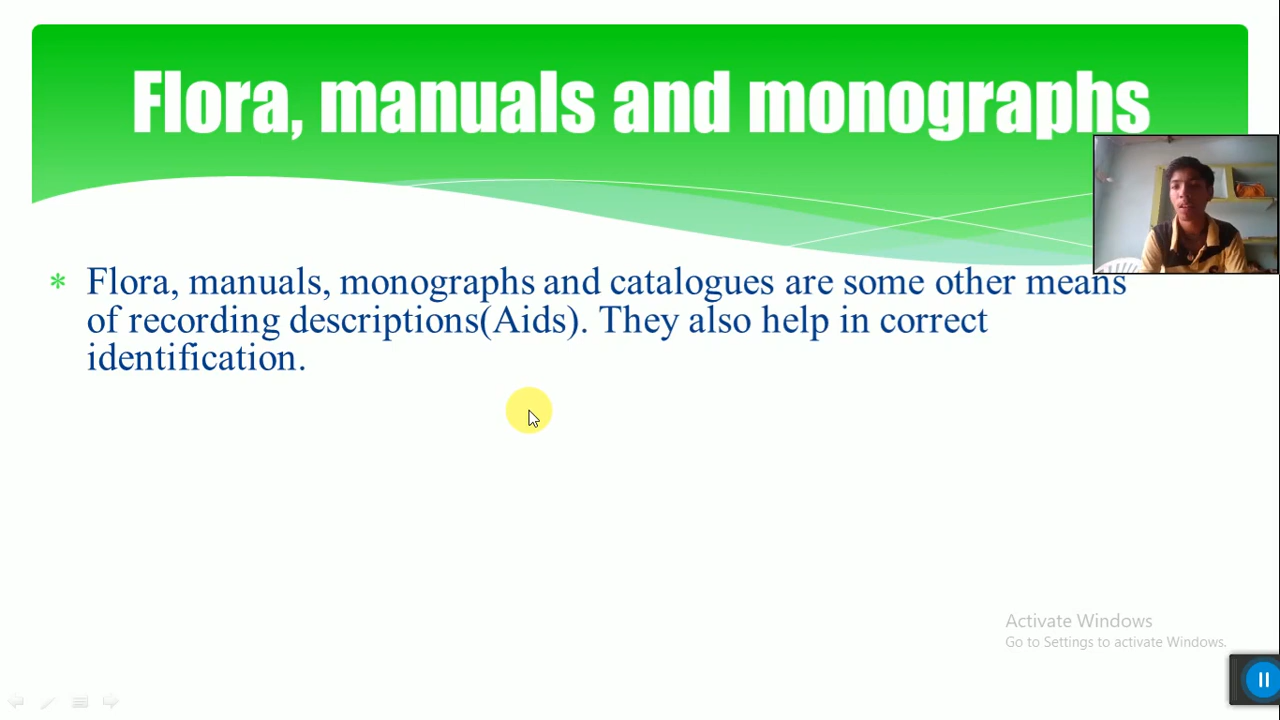 Flora, manuals and monographs
* Flora, manuals, monographs and catalogues are some other means
of recording descriptions(Aids). They also help in correct
identification.
Activate Windows
Go to Settings to activate Windows.